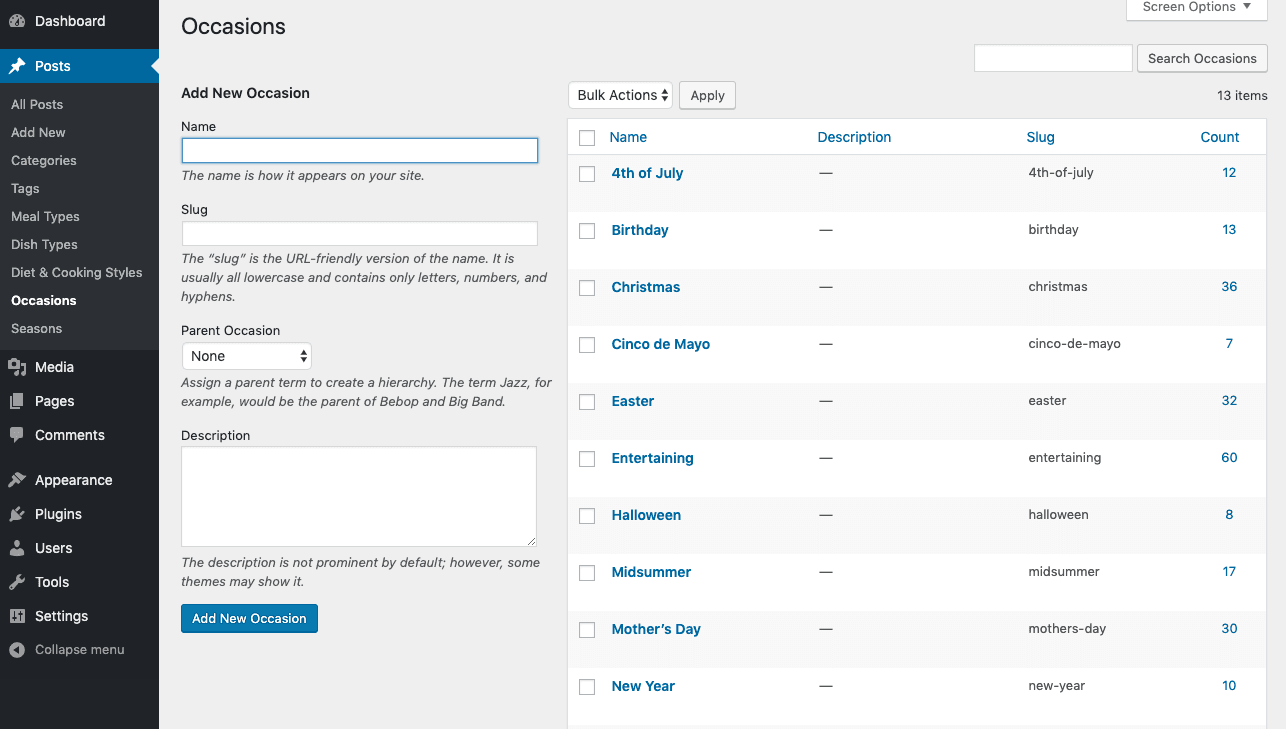 Dashboard
Posts
All Posts
Add New
Categories
Tags
Meal Types
Dish Types
Diet & Cooking Styles
Occasions
Seasons
Media
Pages
Comments
Appearance
Plugins
Users
Tools
Settings
Collapse menu
Screen Options
Occasions
Search Occasions
Add New Occasion
Name
The name is how it appears on your site.
Slug
The “slug” is the URL-friendly version of the name. It is
usually all lowercase and contains only letters, numbers, and
hyphens.
Parent Occasion
None
Assign a parent term to create a hierarchy. The term Jazz, for
example, would be the parent of Bebop and Big Band.
Description
The description is not prominent by default; however, some
themes may show it.
Add New Occasion
Bulk Actions Apply 13 items
Name Description Slug Count
4th of July — 4th-of-july 12
Birthday — birthday 13
Christmas — christmas 36
Cinco de Mayo — cinco-de-mayo 7
Easter — easter 32
Entertaining — entertaining 60
Halloween — halloween 8
Midsummer — midsummer 17
Mother’s Day — mothers-day 30
New Year — new-year 10